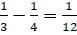 1/3 − 1/4 = 1/12